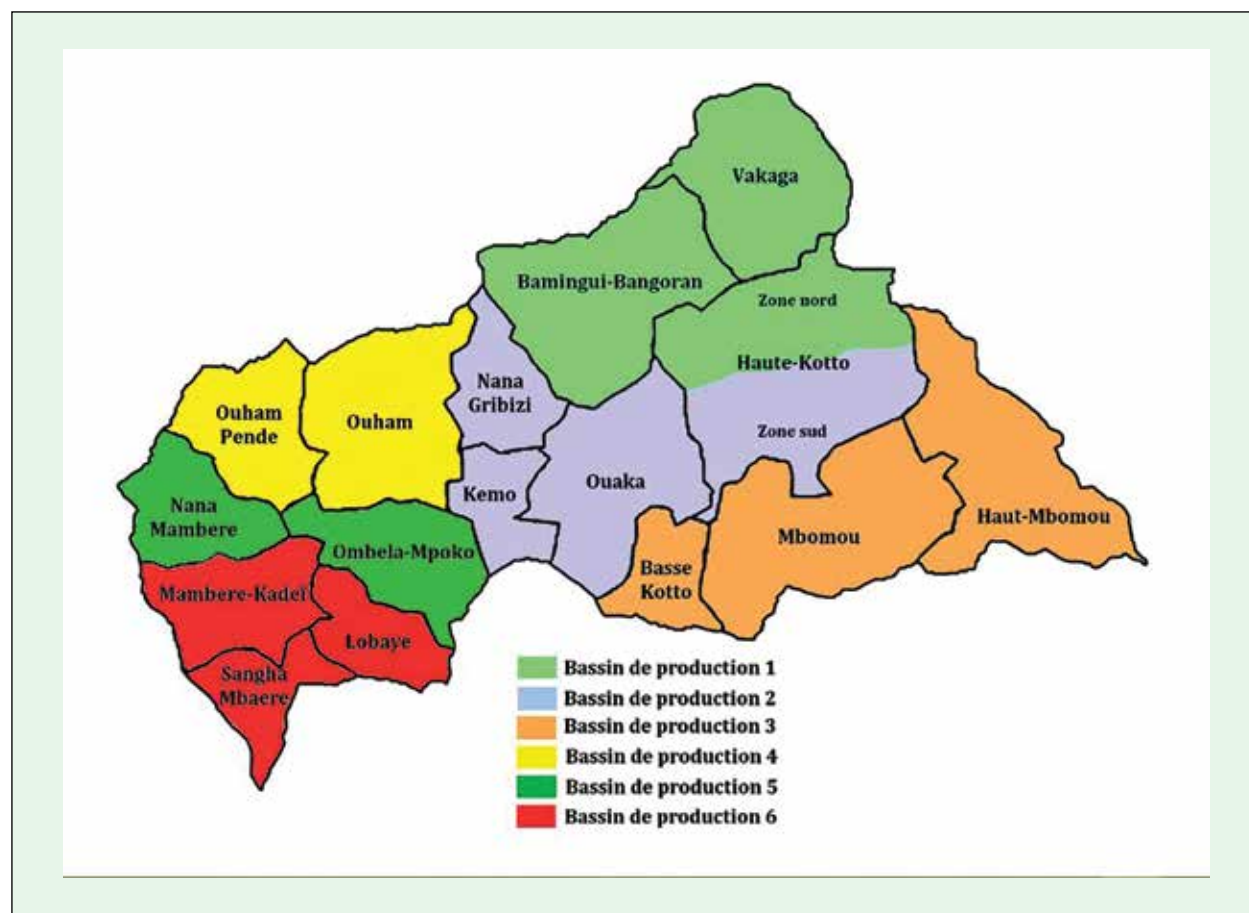 Vakaga
Bamingui-Bangoran
Zone nord
Haute-Kotto
Nana
Gribizi
Ouham
Pende
Ouham
Zone sud
Kemo
Ouaka
Nana
Mambere
Haut-Mbomou
Mbomou
Ombela-Mpoko
Basse
Kotto
Mambere-Kadeï
Lobaye
Sangha
Mbaere
Bassin de production 1
Bassin de production 2
Bassin de production 3
Bassin de production 4
Bassin de production 5
Bassin de production 6